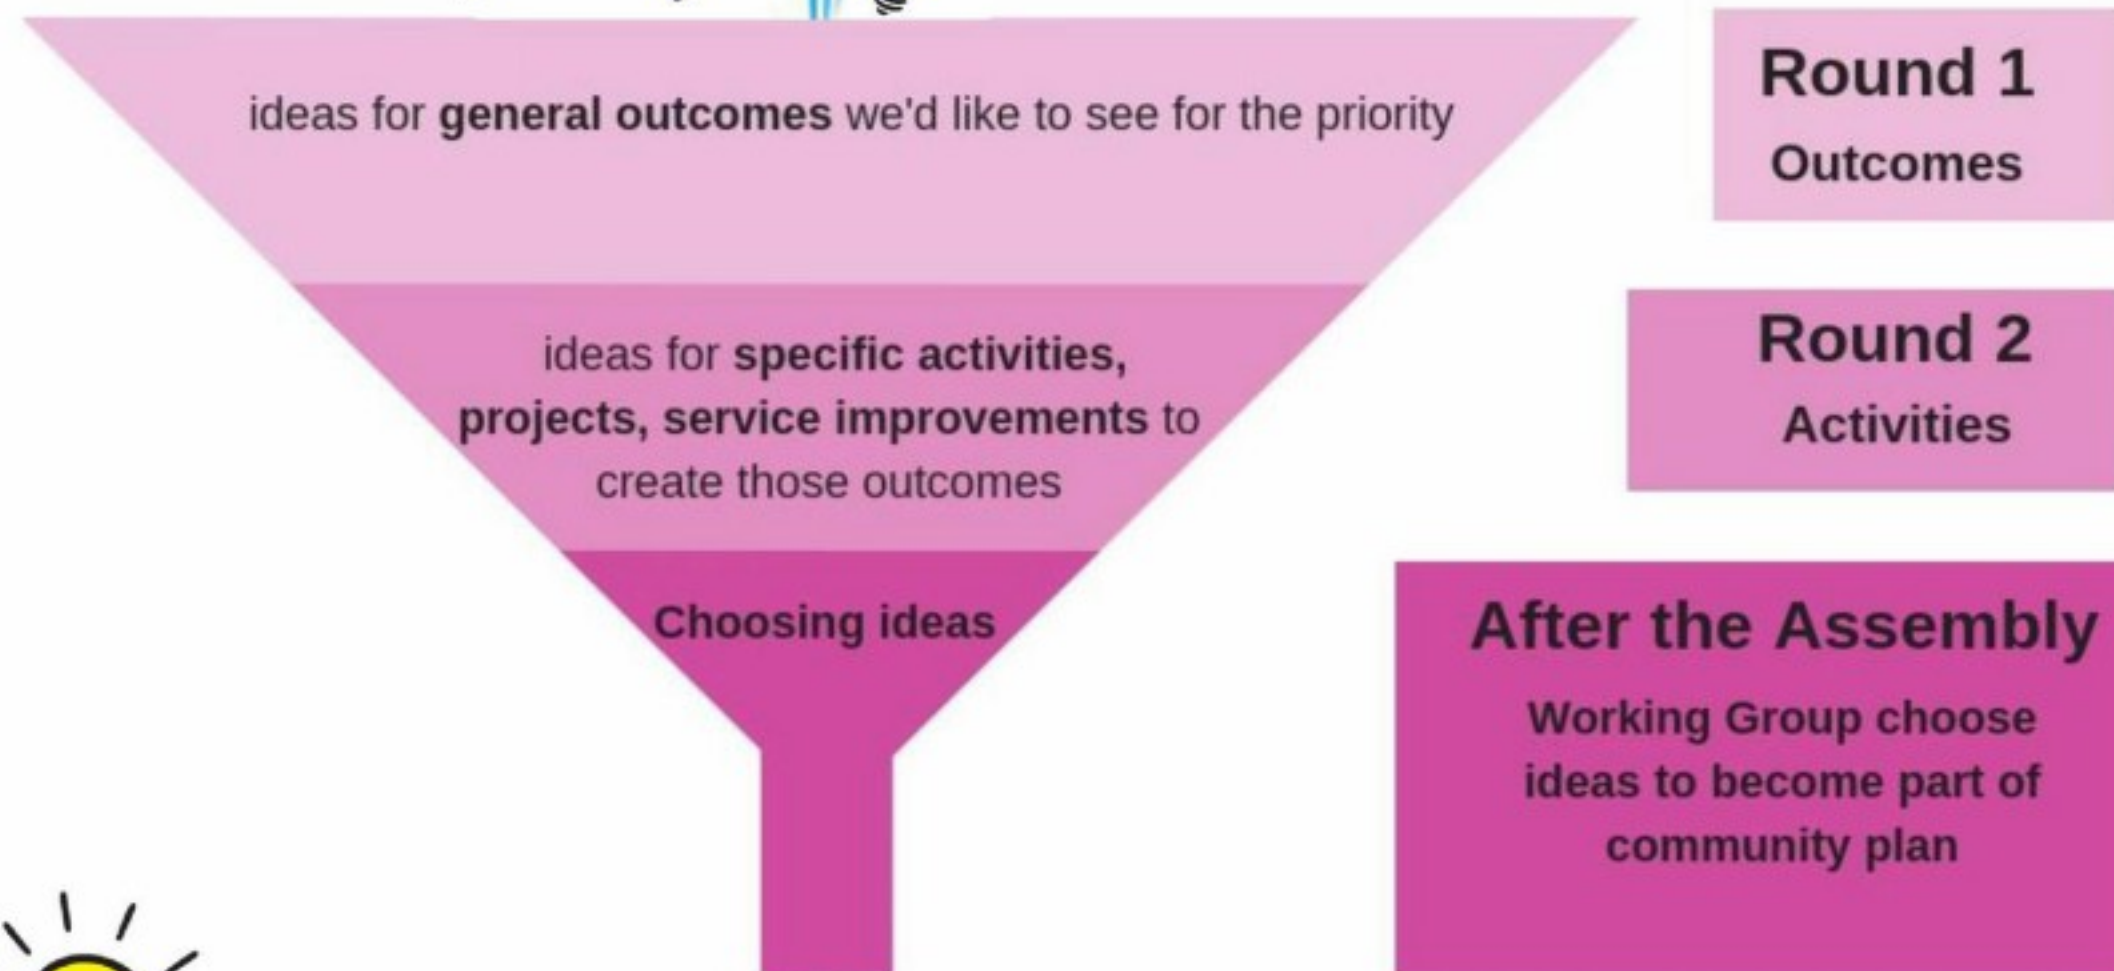 ideas for general outcomes we'd like to see for the priority
Round 1
Outcomes
ideas for specific activities,
projects, service improvements to
create those outcomes
Round 2
Activities
Choosing ideas
After the Assembly
Working Group choose
ideas to become part of
community plan